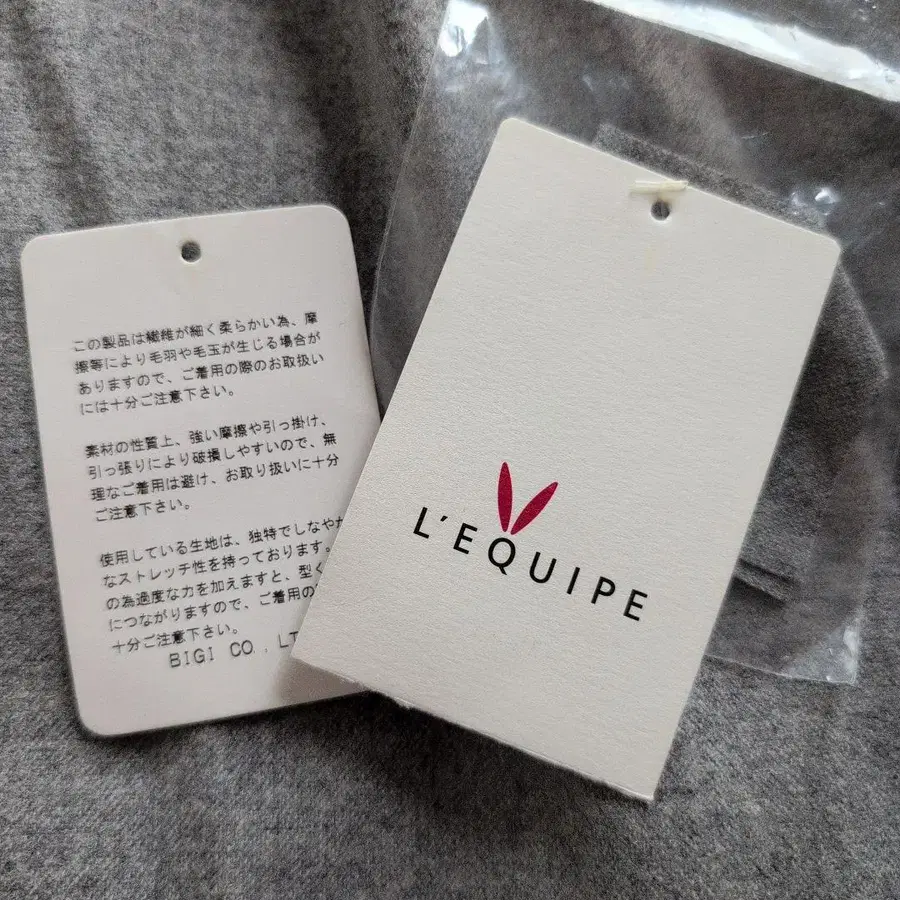 この製品は繊維が細く柔らかい為、摩
擦等により毛羽や毛玉が生じる場合が
ありますので、ご着用の際のお取扱い
には十分ご注意下さい。
素材の性質上、強い摩擦や引っ掛け、
引っ張りにより破損しやすいので、無
理なご着用は避け、お取り扱いに十分
ご注意下さい。
使用している生地は、独特でしなやか
なストレッチ性を持っております。
の為過度な力を加えますと、型く
につながりますので、ご着用の
十分ご注意下さい。
BIGI CO., LT
L'EQUIPE